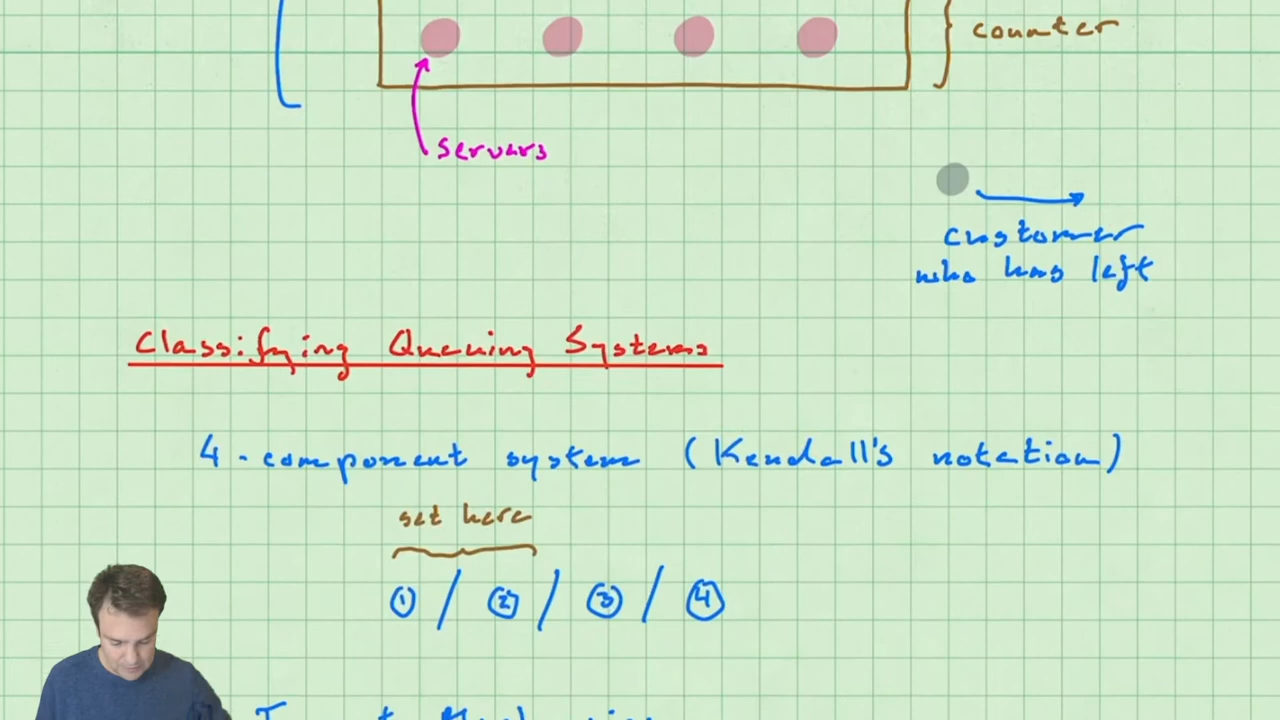 counter
servers
customer
who has left
Classifying Queuing Systems
4-component system (Kendall's notation)
set here
① / ② / ③ / ④